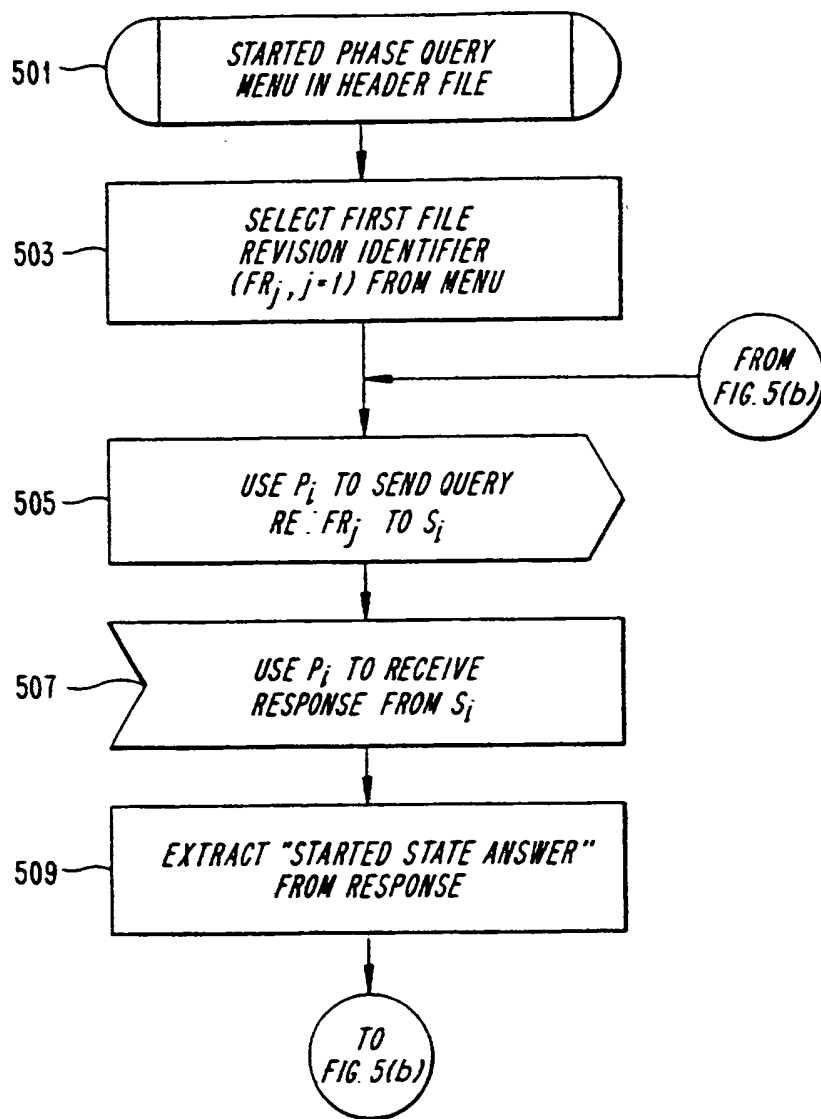 501
STARTED PHASE QUERY
MENU IN HEADER FILE
503
SELECT FIRST FILE
REVISION IDENTIFIER
(FRj, j=1) FROM MENU
FROM
FIG. 5(b)
505
USE Pi TO SEND QUERY
RE: FRj TO Si
507
USE Pi TO RECEIVE
RESPONSE FROM Si
509
EXTRACT "STARTED STATE ANSWER"
FROM RESPONSE
TO
FIG. 5(b)